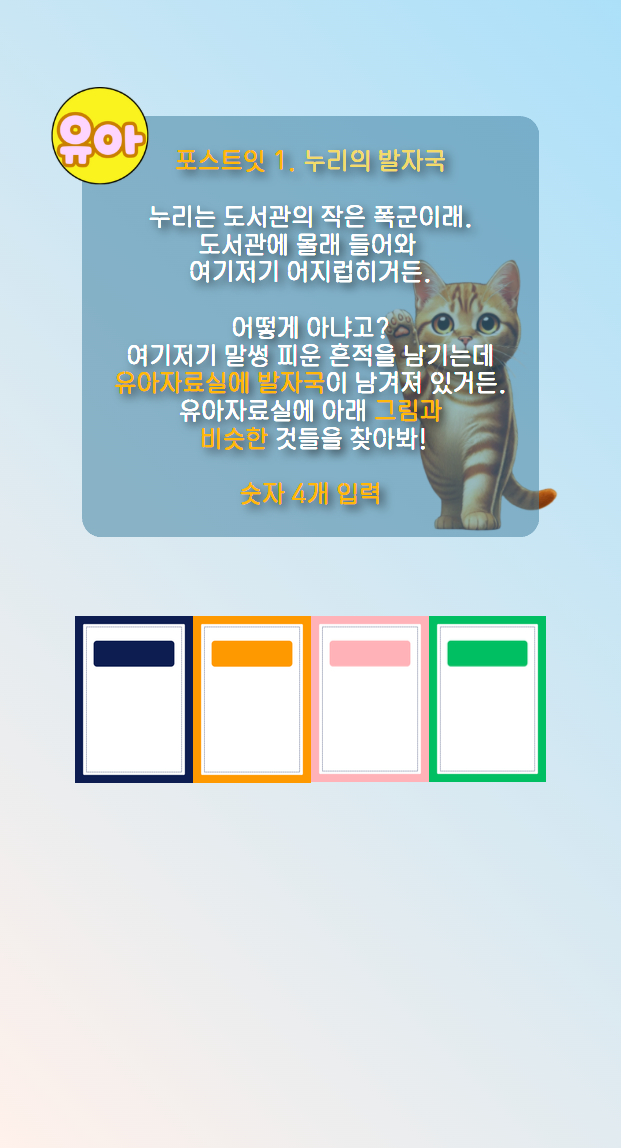 유아
포스트잇 1. 누리의 발자국
누리는 도서관의 작은 폭군이래.
도서관에 몰래 들어와
여기저기 어지럽히거든.
어떻게 아냐고?
여기저기 말썽 피운 흔적을 남기는데
유아자료실에 발자국이 남겨져 있거든.
유아자료실에 아래 그림과
비슷한 것들을 찾아봐!
숫자 4개 입력